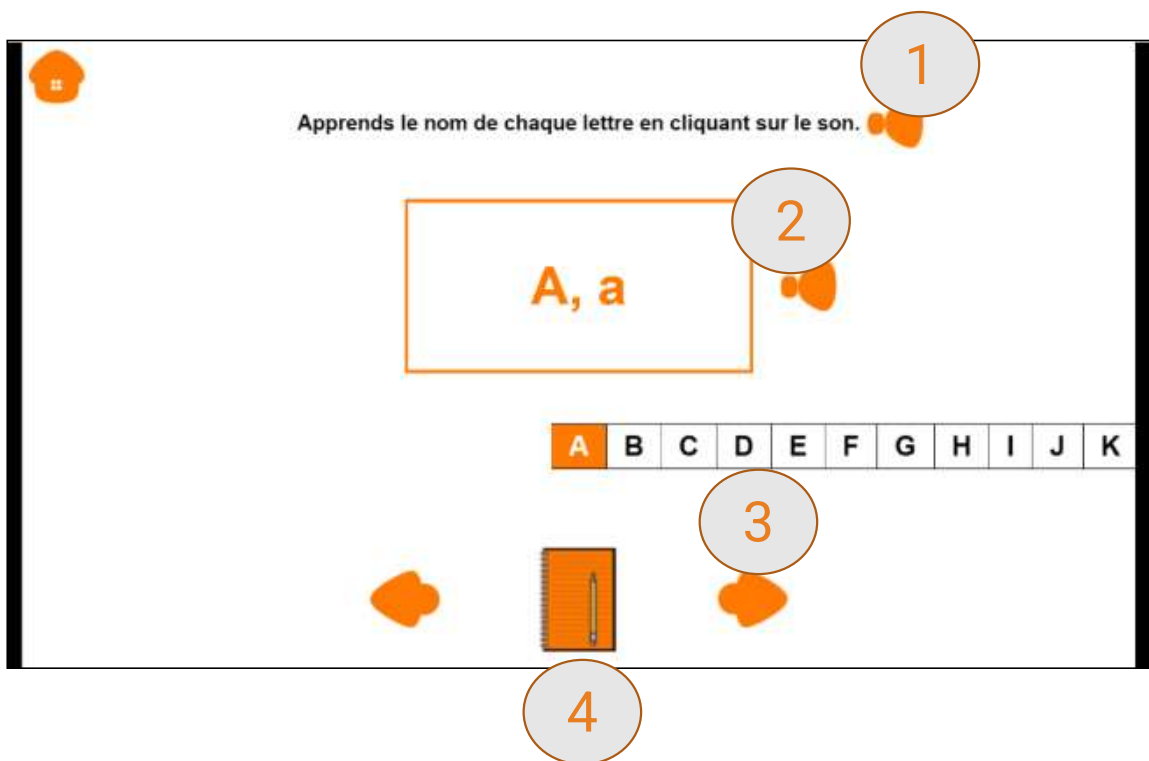 1
Apprends le nom de chaque lettre en cliquant sur le son.
2
A, a
A B C D E F G H I J K
3
4